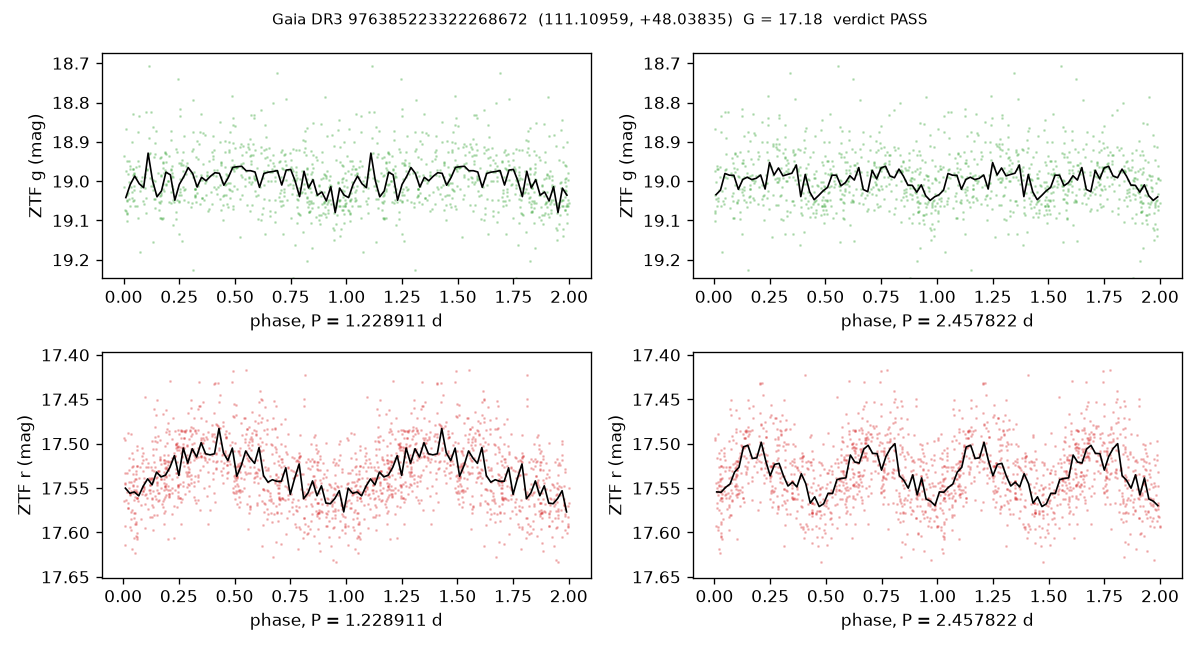 Gaia DR3 976385223322268672 (111.10959, +48.03835) G = 17.18 verdict PASS
ZTF g (mag)
18.7
18.8
18.9
19.0
19.1
19.2
0.00 0.25 0.50 0.75 1.00 1.25 1.50 1.75 2.00
phase, P = 1.228911 d
ZTF g (mag)
18.7
18.8
18.9
19.0
19.1
19.2
0.00 0.25 0.50 0.75 1.00 1.25 1.50 1.75 2.00
phase, P = 2.457822 d
ZTF r (mag)
17.40
17.45
17.50
17.55
17.60
17.65
0.00 0.25 0.50 0.75 1.00 1.25 1.50 1.75 2.00
phase, P = 1.228911 d
ZTF r (mag)
17.40
17.45
17.50
17.55
17.60
17.65
0.00 0.25 0.50 0.75 1.00 1.25 1.50 1.75 2.00
phase, P = 2.457822 d